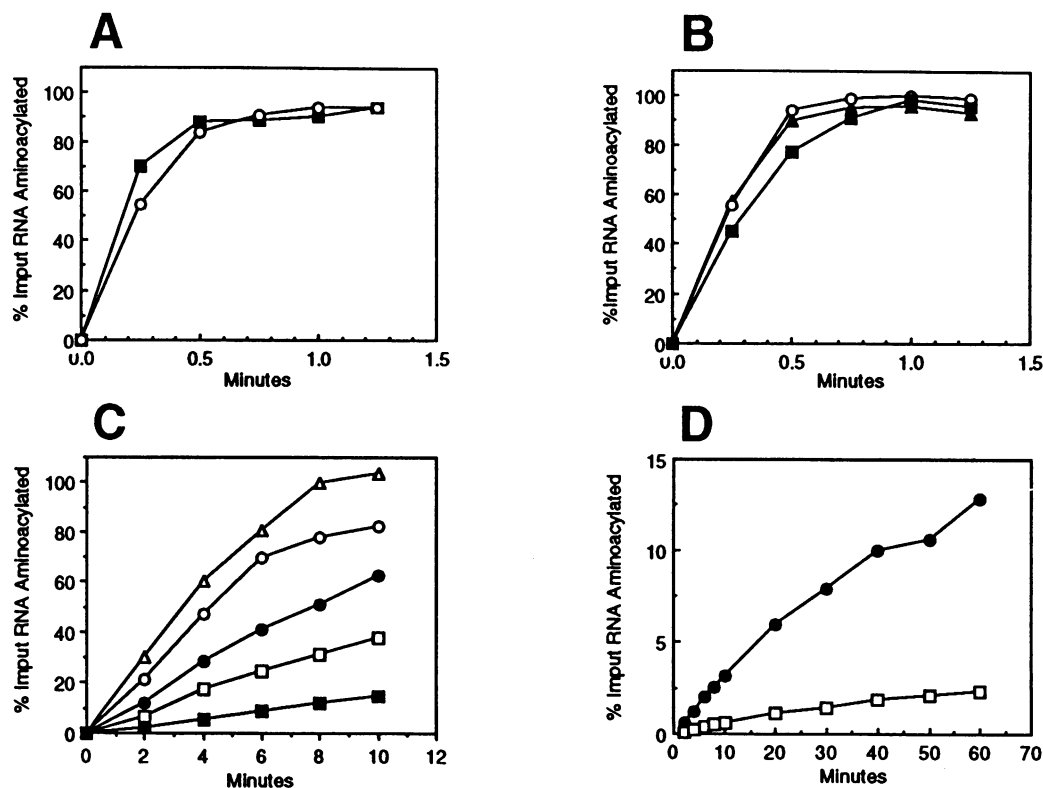 A
% Imput RNA Aminoacylated
100
80
60
40
20
0
0.0 0.5 1.0 1.5
Minutes
B
%Imput RNA Aminoacylated
100
80
60
40
20
0
0.0 0.5 1.0 1.5
Minutes
C
% Imput RNA Aminoacylated
100
80
60
40
20
0
0 2 4 6 8 10 12
Minutes
D
% Imput RNA Aminoacylated
15
10
5
0
0 10 20 30 40 50 60 70
Minutes